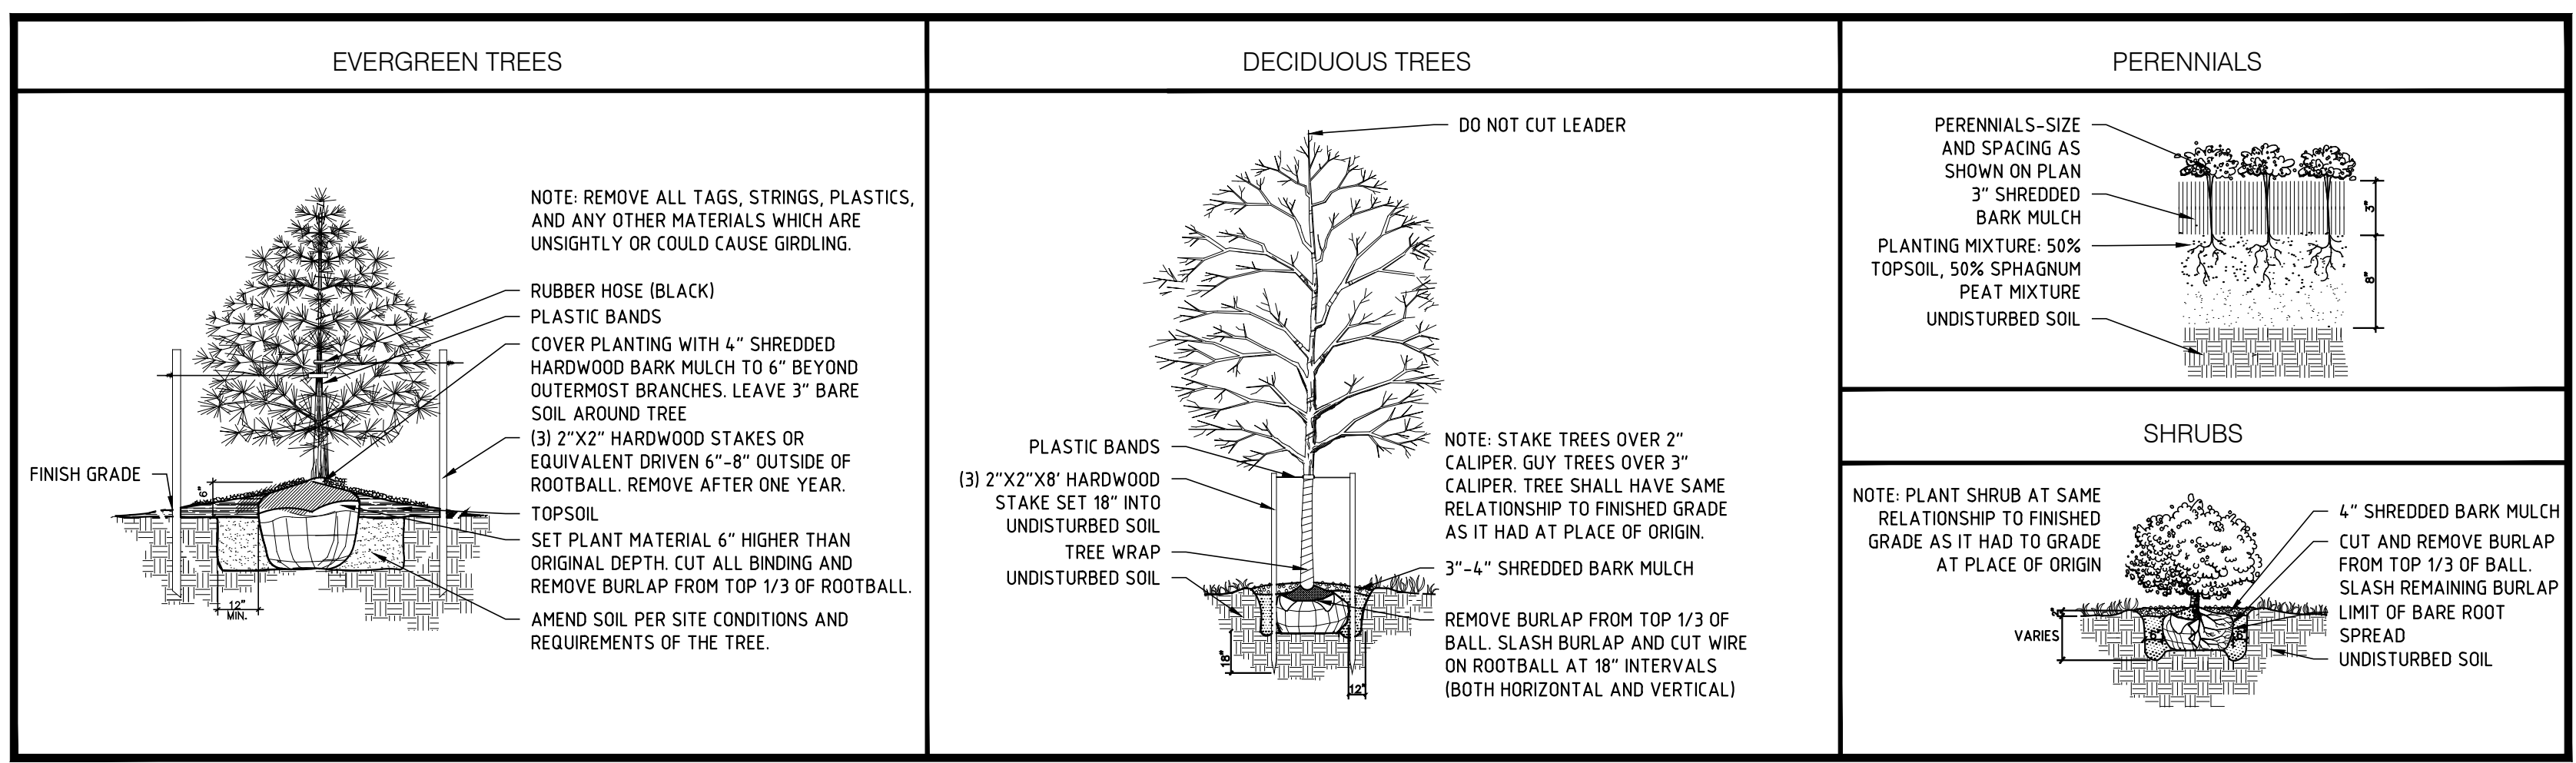 EVERGREEN TREES
NOTE: REMOVE ALL TAGS, STRINGS, PLASTICS,
AND ANY OTHER MATERIALS WHICH ARE
UNSIGHTLY OR COULD CAUSE GIRDLING.
RUBBER HOSE (BLACK)
PLASTIC BANDS
COVER PLANTING WITH 4" SHREDDED
HARDWOOD BARK MULCH TO 6" BEYOND
OUTERMOST BRANCHES. LEAVE 3" BARE
SOIL AROUND TREE
(3) 2"X2" HARDWOOD STAKES OR
EQUIVALENT DRIVEN 6"-8" OUTSIDE OF
ROOTBALL. REMOVE AFTER ONE YEAR.
FINISH GRADE
6"
TOPSOIL
SET PLANT MATERIAL 6" HIGHER THAN
ORIGINAL DEPTH. CUT ALL BINDING AND
REMOVE BURLAP FROM TOP 1/3 OF ROOTBALL.
12"
MIN.
AMEND SOIL PER SITE CONDITIONS AND
REQUIREMENTS OF THE TREE.
DECIDUOUS TREES
DO NOT CUT LEADER
PLASTIC BANDS
(3) 2"X2"X8' HARDWOOD
STAKE SET 18" INTO
UNDISTURBED SOIL
TREE WRAP
UNDISTURBED SOIL
18"
12"
NOTE: STAKE TREES OVER 2"
CALIPER. GUY TREES OVER 3"
CALIPER. TREE SHALL HAVE SAME
RELATIONSHIP TO FINISHED GRADE
AS IT HAD AT PLACE OF ORIGIN.
3"-4" SHREDDED BARK MULCH
REMOVE BURLAP FROM TOP 1/3 OF
BALL. SLASH BURLAP AND CUT WIRE
ON ROOTBALL AT 18" INTERVALS
(BOTH HORIZONTAL AND VERTICAL)
PERENNIALS
PERENNIALS-SIZE
AND SPACING AS
SHOWN ON PLAN
3" SHREDDED
BARK MULCH
PLANTING MIXTURE: 50%
TOPSOIL, 50% SPHAGNUM
PEAT MIXTURE
UNDISTURBED SOIL
3"
8"
SHRUBS
NOTE: PLANT SHRUB AT SAME
RELATIONSHIP TO FINISHED
GRADE AS IT HAD TO GRADE
AT PLACE OF ORIGIN
VARIES
6"
6"
4" SHREDDED BARK MULCH
CUT AND REMOVE BURLAP
FROM TOP 1/3 OF BALL.
SLASH REMAINING BURLAP
LIMIT OF BARE ROOT
SPREAD
UNDISTURBED SOIL